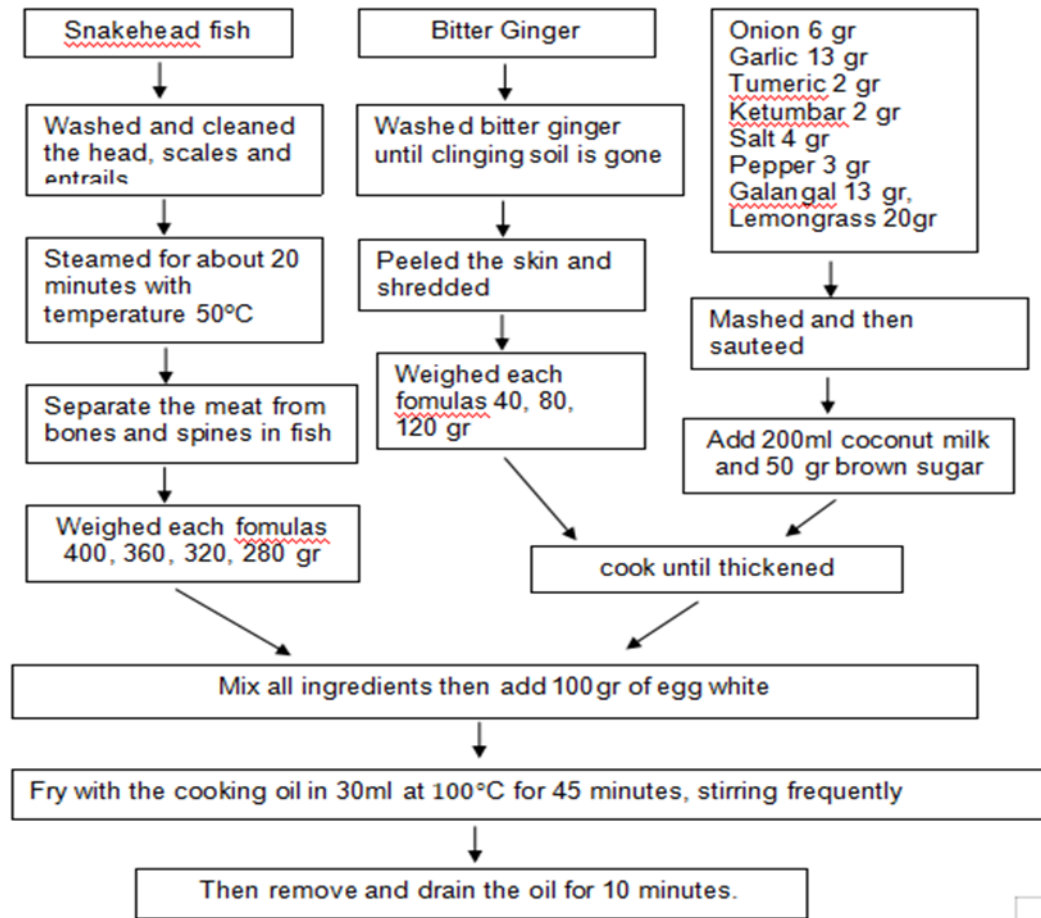 Snakehead fish
Washed and cleaned
the head, scales and
entrails
Steamed for about 20
minutes with
temperature 50°C
Separate the meat from
bones and spines in fish
Weighed each fomulas
400, 360, 320, 280 gr
Bitter Ginger
Washed bitter ginger
until clinging soil is gone
Peeled the skin and
shredded
Weighed each
fomulas 40, 80,
120 gr
Onion 6 gr
Garlic 13 gr
Tumeric 2 gr
Ketumbar 2 gr
Salt 4 gr
Pepper 3 gr
Galangal 13 gr,
Lemongrass 20gr
Mashed and then
sauteed
Add 200ml coconut milk
and 50 gr brown sugar
cook until thickened
Mix all ingredients then add 100gr of egg white
Fry with the cooking oil in 30ml at 100°C for 45 minutes, stirring frequently
Then remove and drain the oil for 10 minutes.